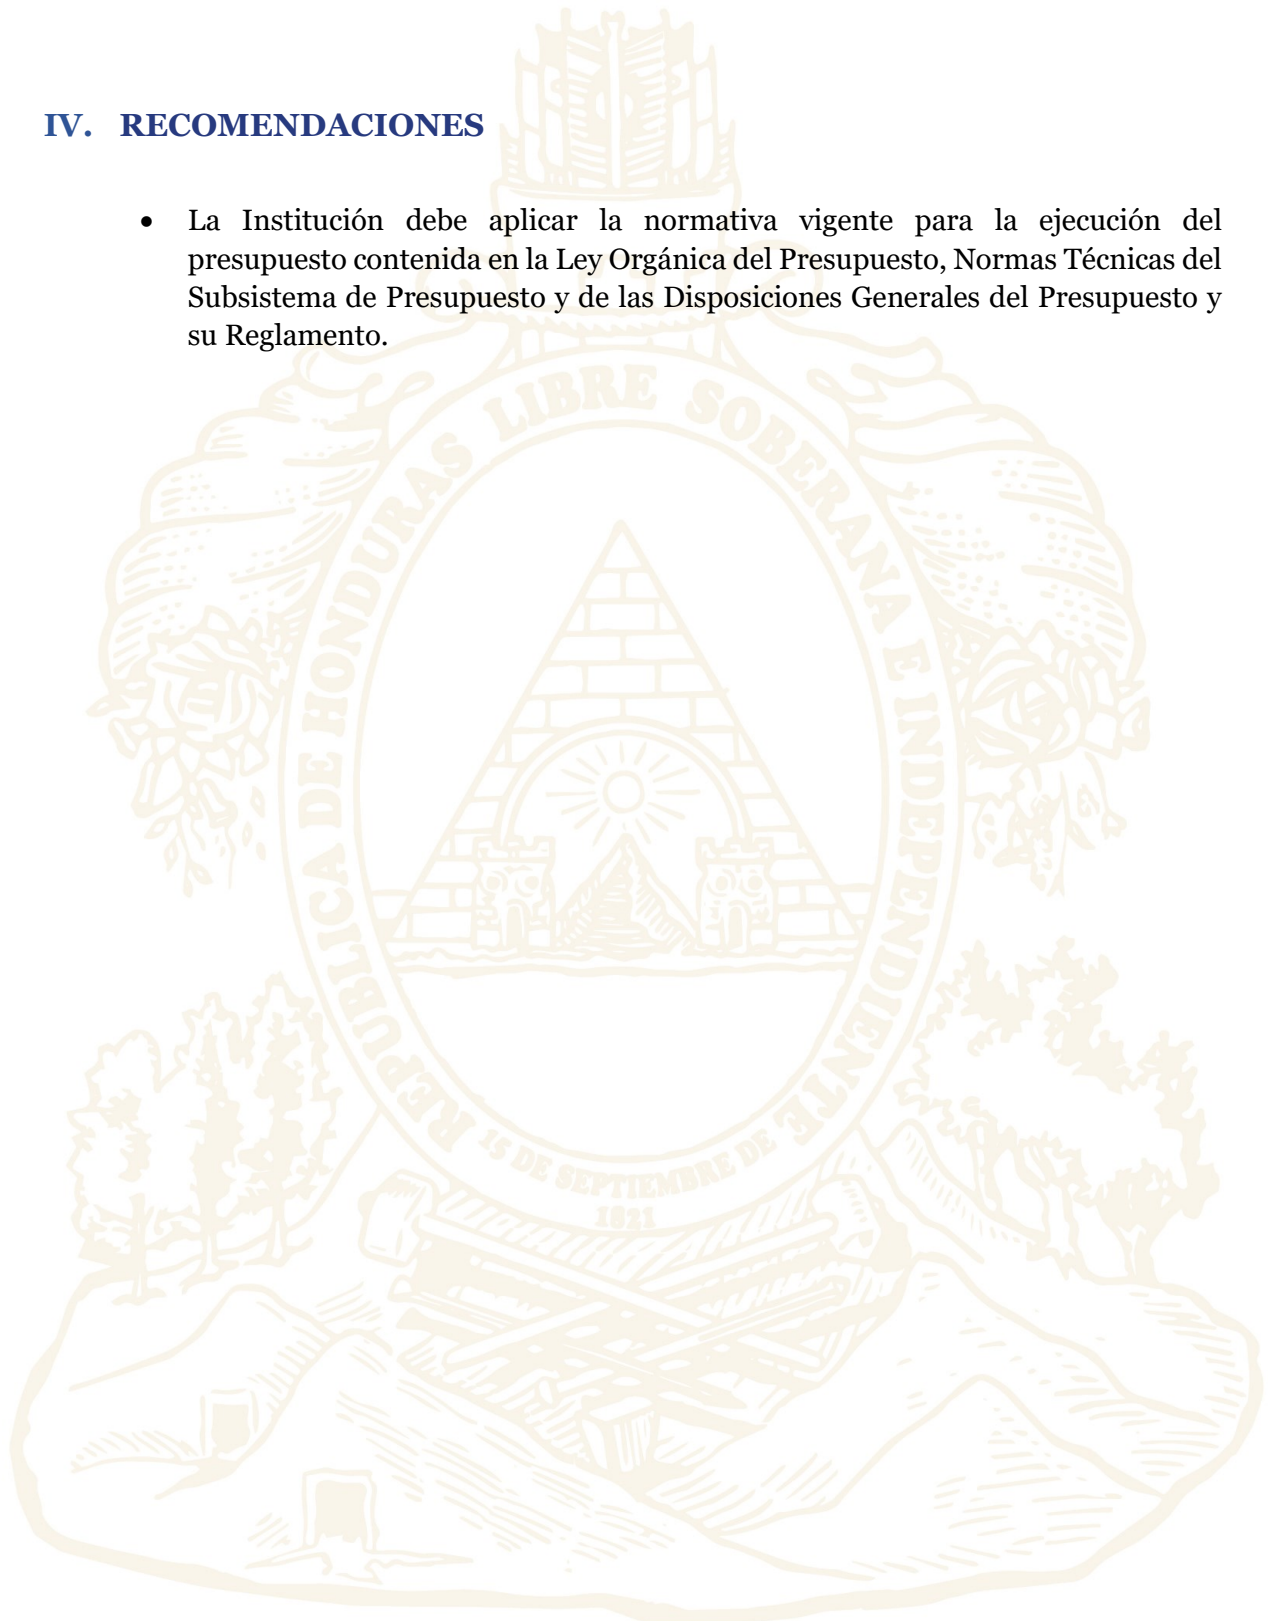 IV. RECOMENDACIONES
• La Institución debe aplicar la normativa vigente para la ejecución del
presupuesto contenida en la Ley Orgánica del Presupuesto, Normas Técnicas del
Subsistema de Presupuesto y de las Disposiciones Generales del Presupuesto y
su Reglamento.
REPUBLICA DE HONDURAS LIBRE SOBERANA E INDEPENDIENTE
15 DE SEPTIEMBRE DE
1821